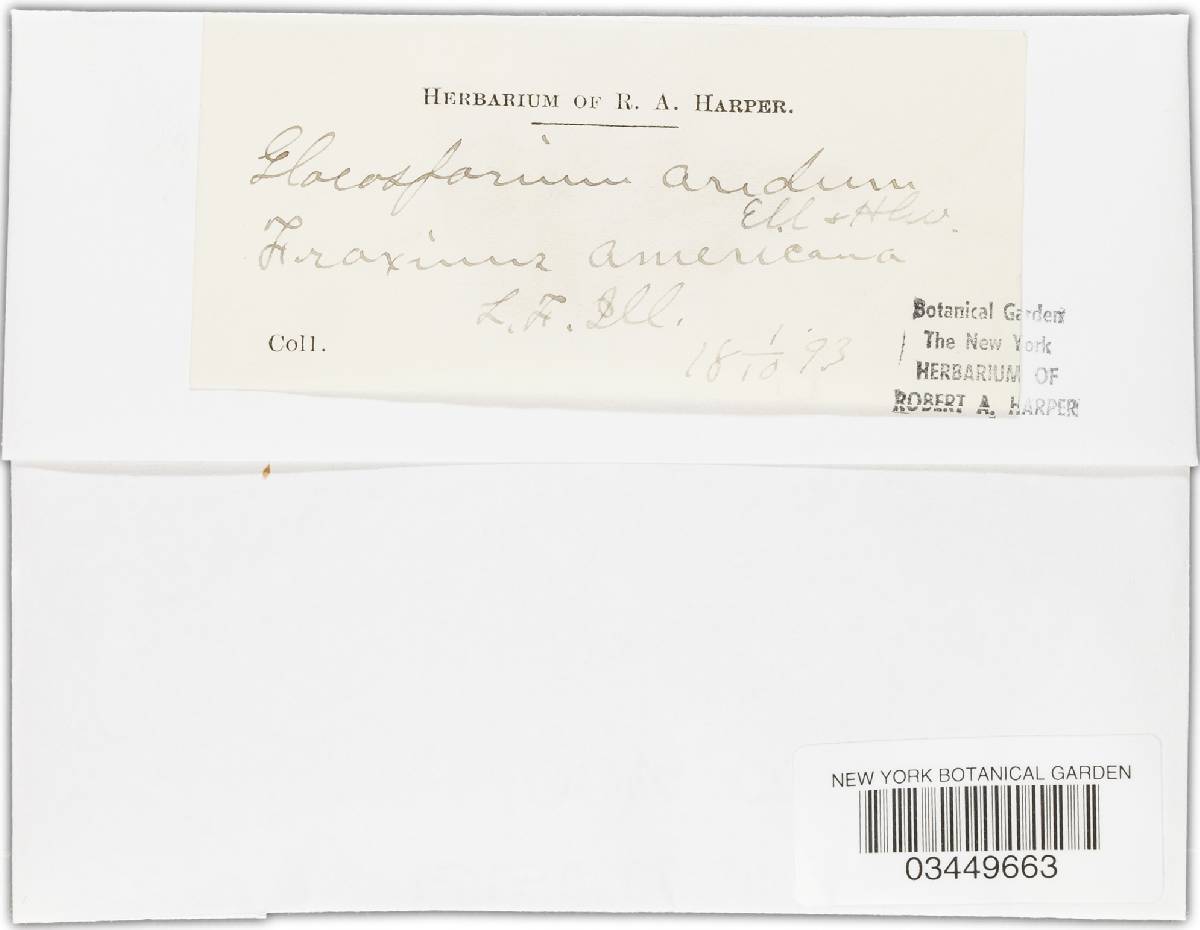 HERBARIUM OF R. A. HARPER.
Gloeosporium aridum
Ell & Hlw.
Fraxinus americana
L. F. Ill.
Coll.
18 1/10 93
Botanical Garden
The New York
HERBARIUM OF
ROBERT A. HARPER
NEW YORK BOTANICAL GARDEN
03449663